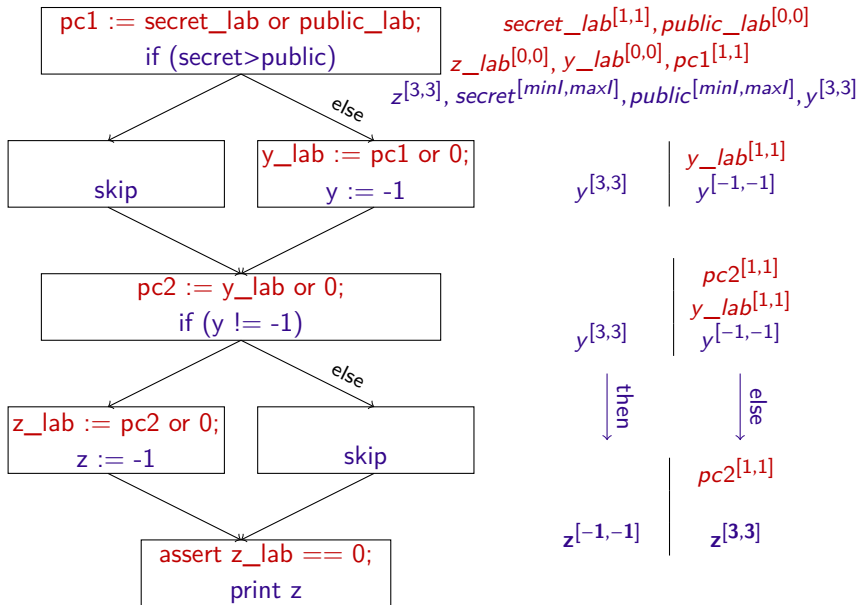 pc1 := secret_lab or public_lab;
if (secret>public)
secret_lab[1,1], public_lab[0,0]
z_lab[0,0], y_lab[0,0], pc1[1,1]
z[3,3], secret[minI,maxI], public[minI,maxI], y[3,3]
else
skip
y_lab := pc1 or 0;
y := -1
y[3,3]
y_lab[1,1]
y[-1,-1]
pc2 := y_lab or 0;
if (y != -1)
y[3,3]
pc2[1,1]
y_lab[1,1]
y[-1,-1]
else
then
else
z_lab := pc2 or 0;
z := -1
skip
pc2[1,1]
z[-1,-1]
z[3,3]
assert z_lab == 0;
print z